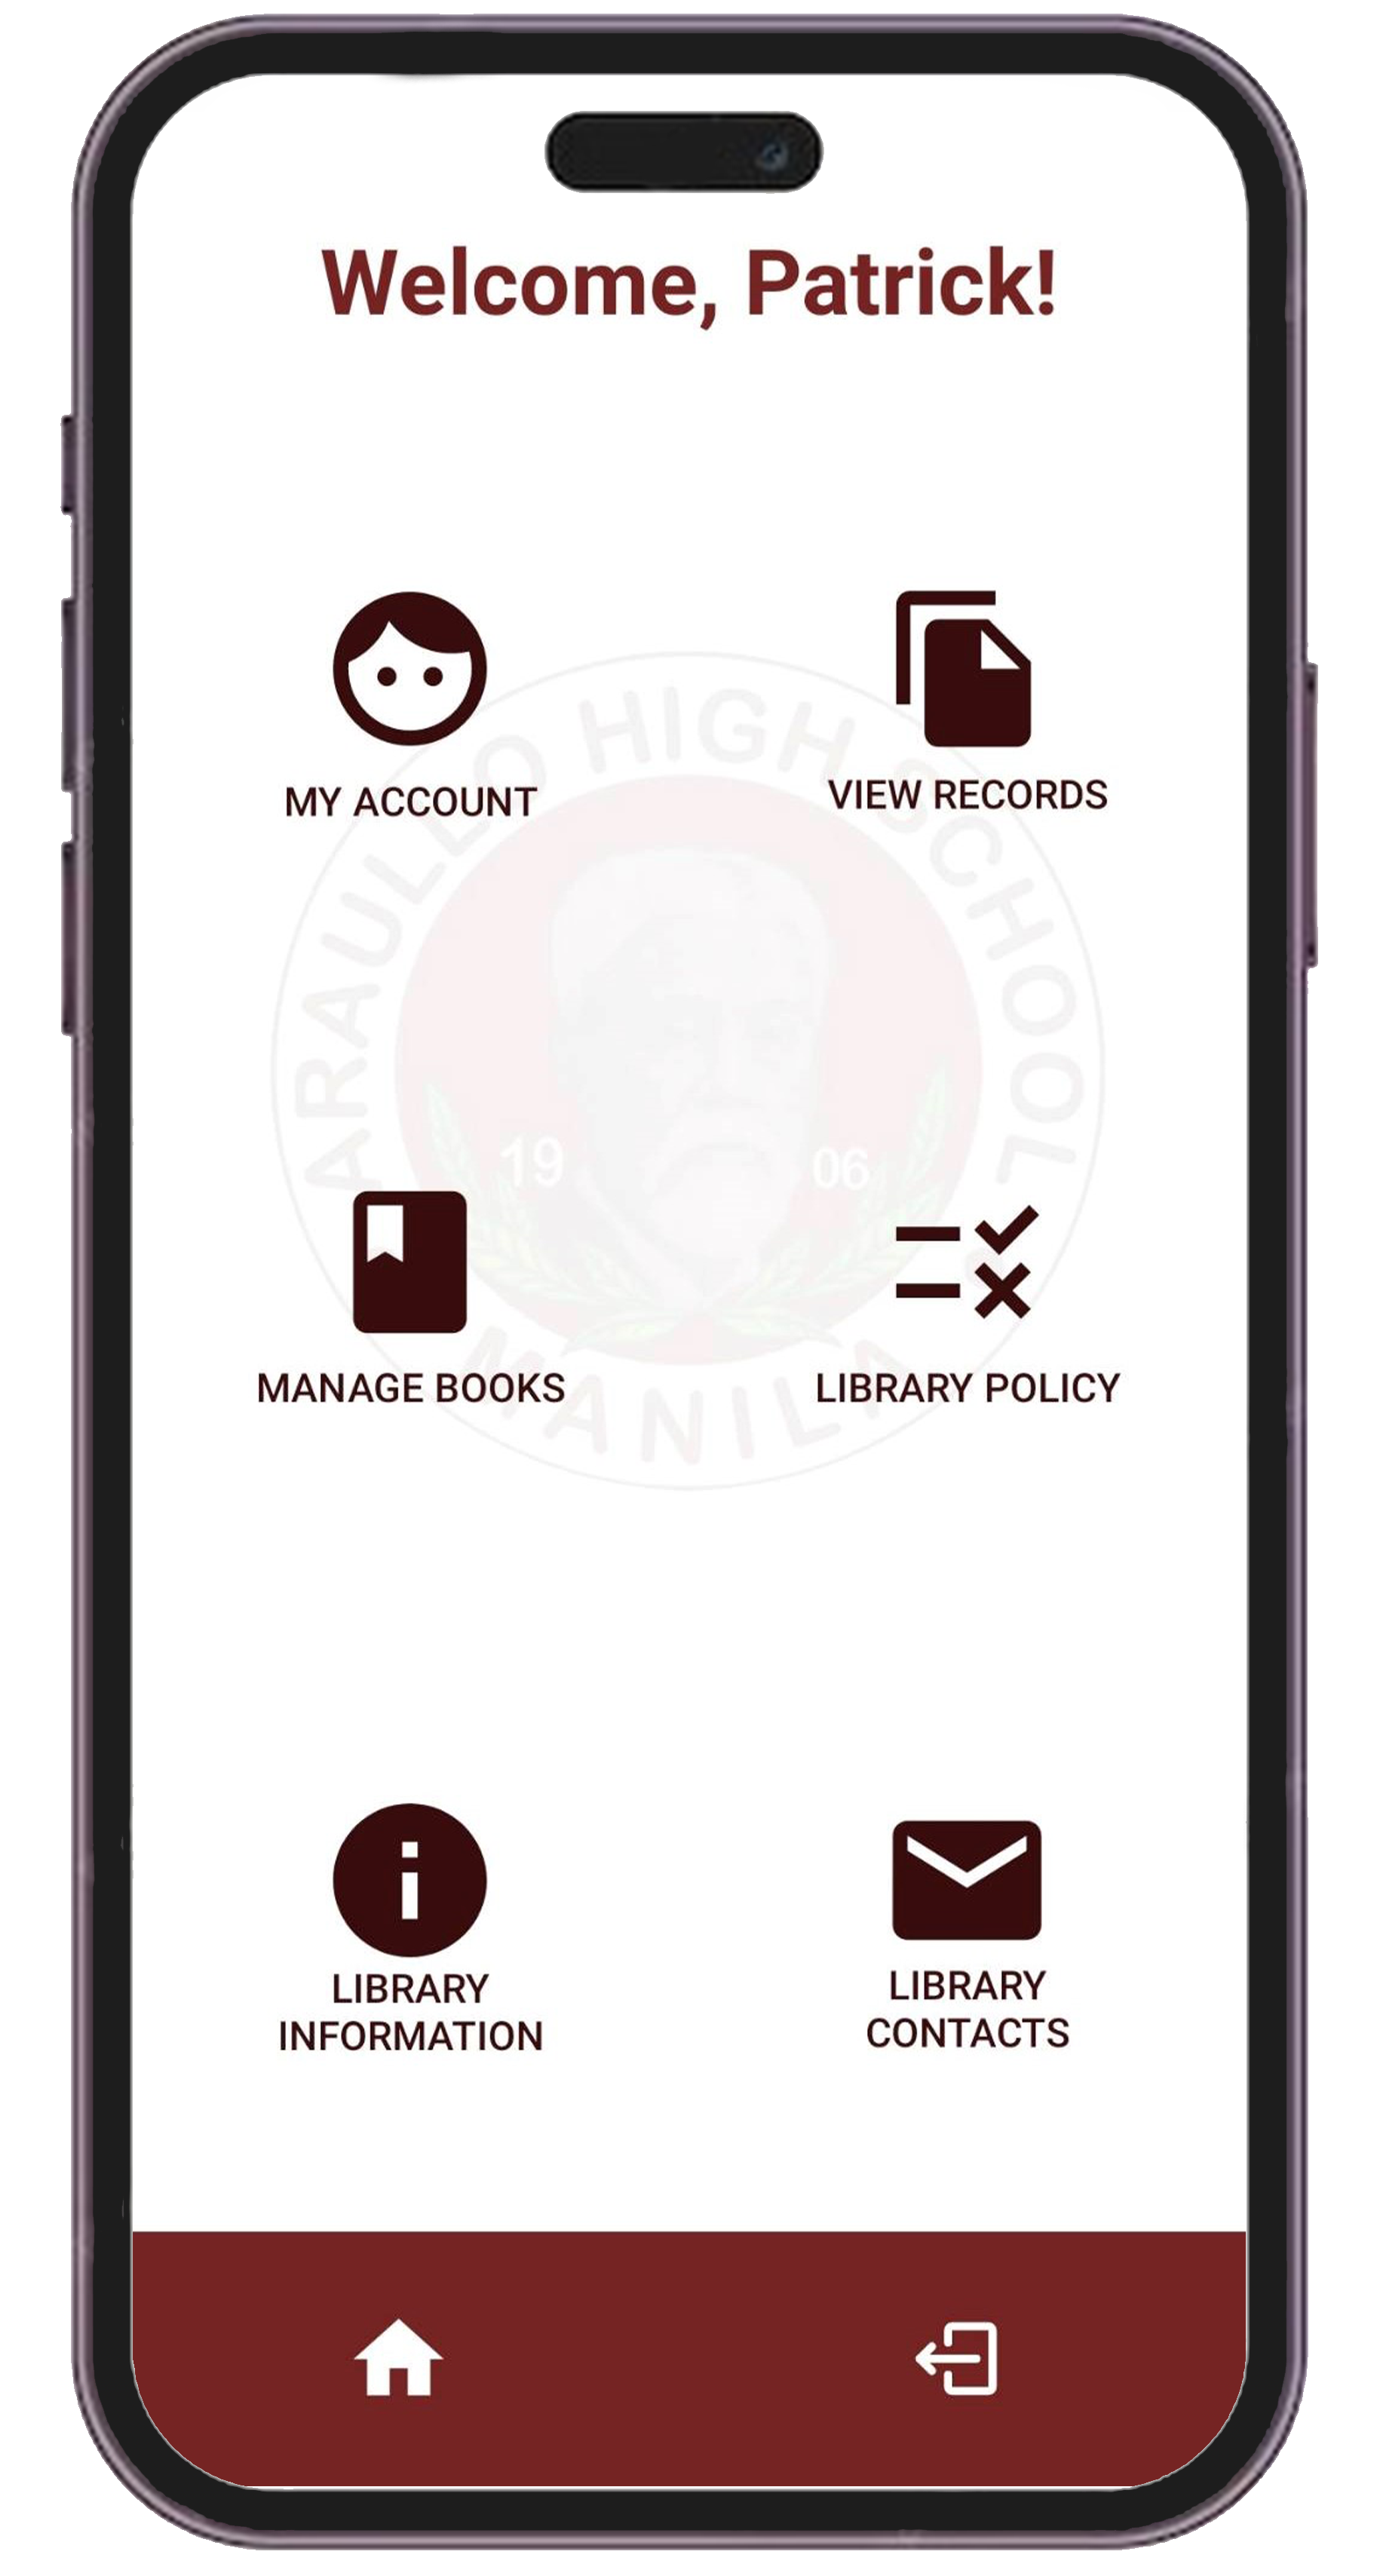 Welcome, Patrick!
MY ACCOUNT
VIEW RECORDS
ARAULLO HIGH SCHOOL
19
06
MANAGE BOOKS
LIBRARY POLICY
MANILA
LIBRARY
INFORMATION
LIBRARY
CONTACTS